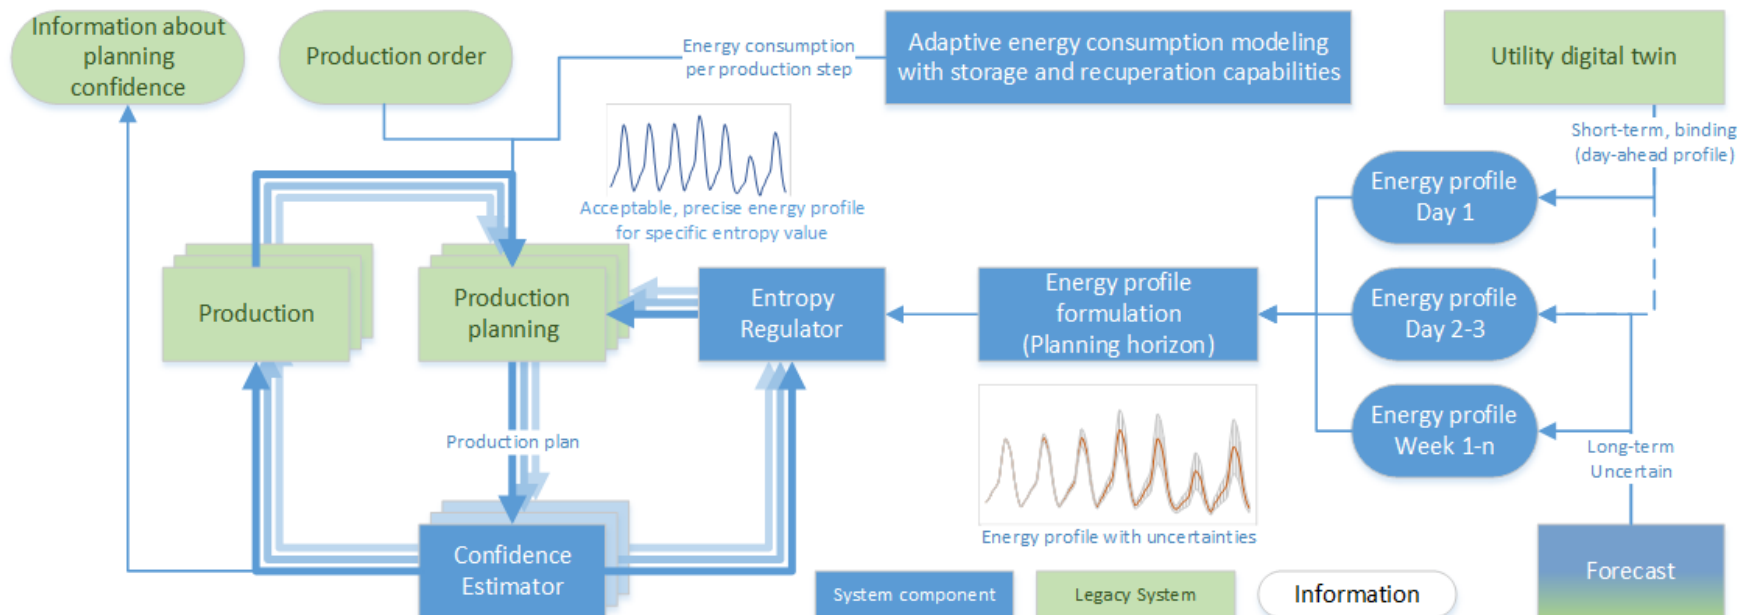 Information about
planning
confidence
Production order
Energy consumption
per production step
Adaptive energy consumption modeling
with storage and recuperation capabilities
Utility digital twin
Short-term, binding
(day-ahead profile)
Acceptable, precise energy profile
for specific entropy value
Energy profile
Day 1
Production
Production
planning
Entropy
Regulator
Energy profile
formulation
(Planning horizon)
Energy profile
Day 2-3
Energy profile
Week 1-n
Production plan
Long-term
Uncertain
Energy profile with uncertainties
Confidence
Estimator
Forecast
System component
Legacy System
Information